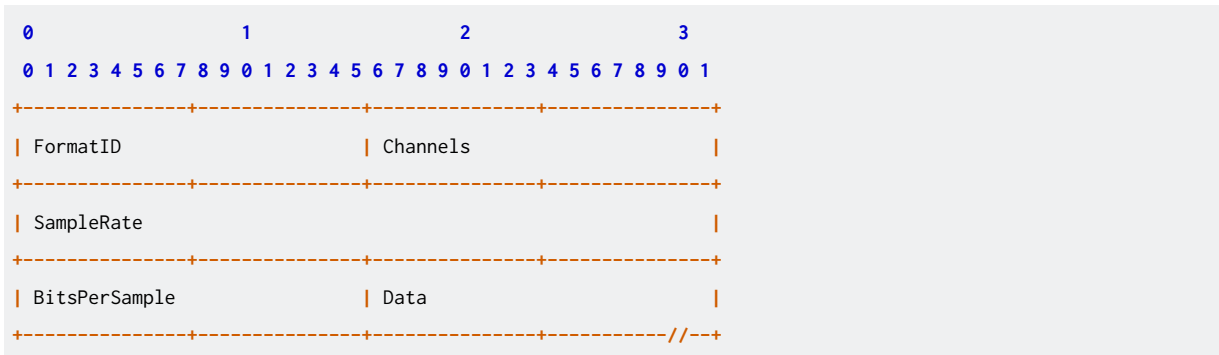 0                   1                   2                   3
0 1 2 3 4 5 6 7 8 9 0 1 2 3 4 5 6 7 8 9 0 1 2 3 4 5 6 7 8 9 0 1
+---------------+---------------+---------------+---------------+
| FormatID                      | Channels                      |
+---------------+---------------+---------------+---------------+
| SampleRate                                                    |
+---------------+---------------+---------------+---------------+
| BitsPerSample                 | Data                          |
+---------------+---------------+---------------+-----------//--+